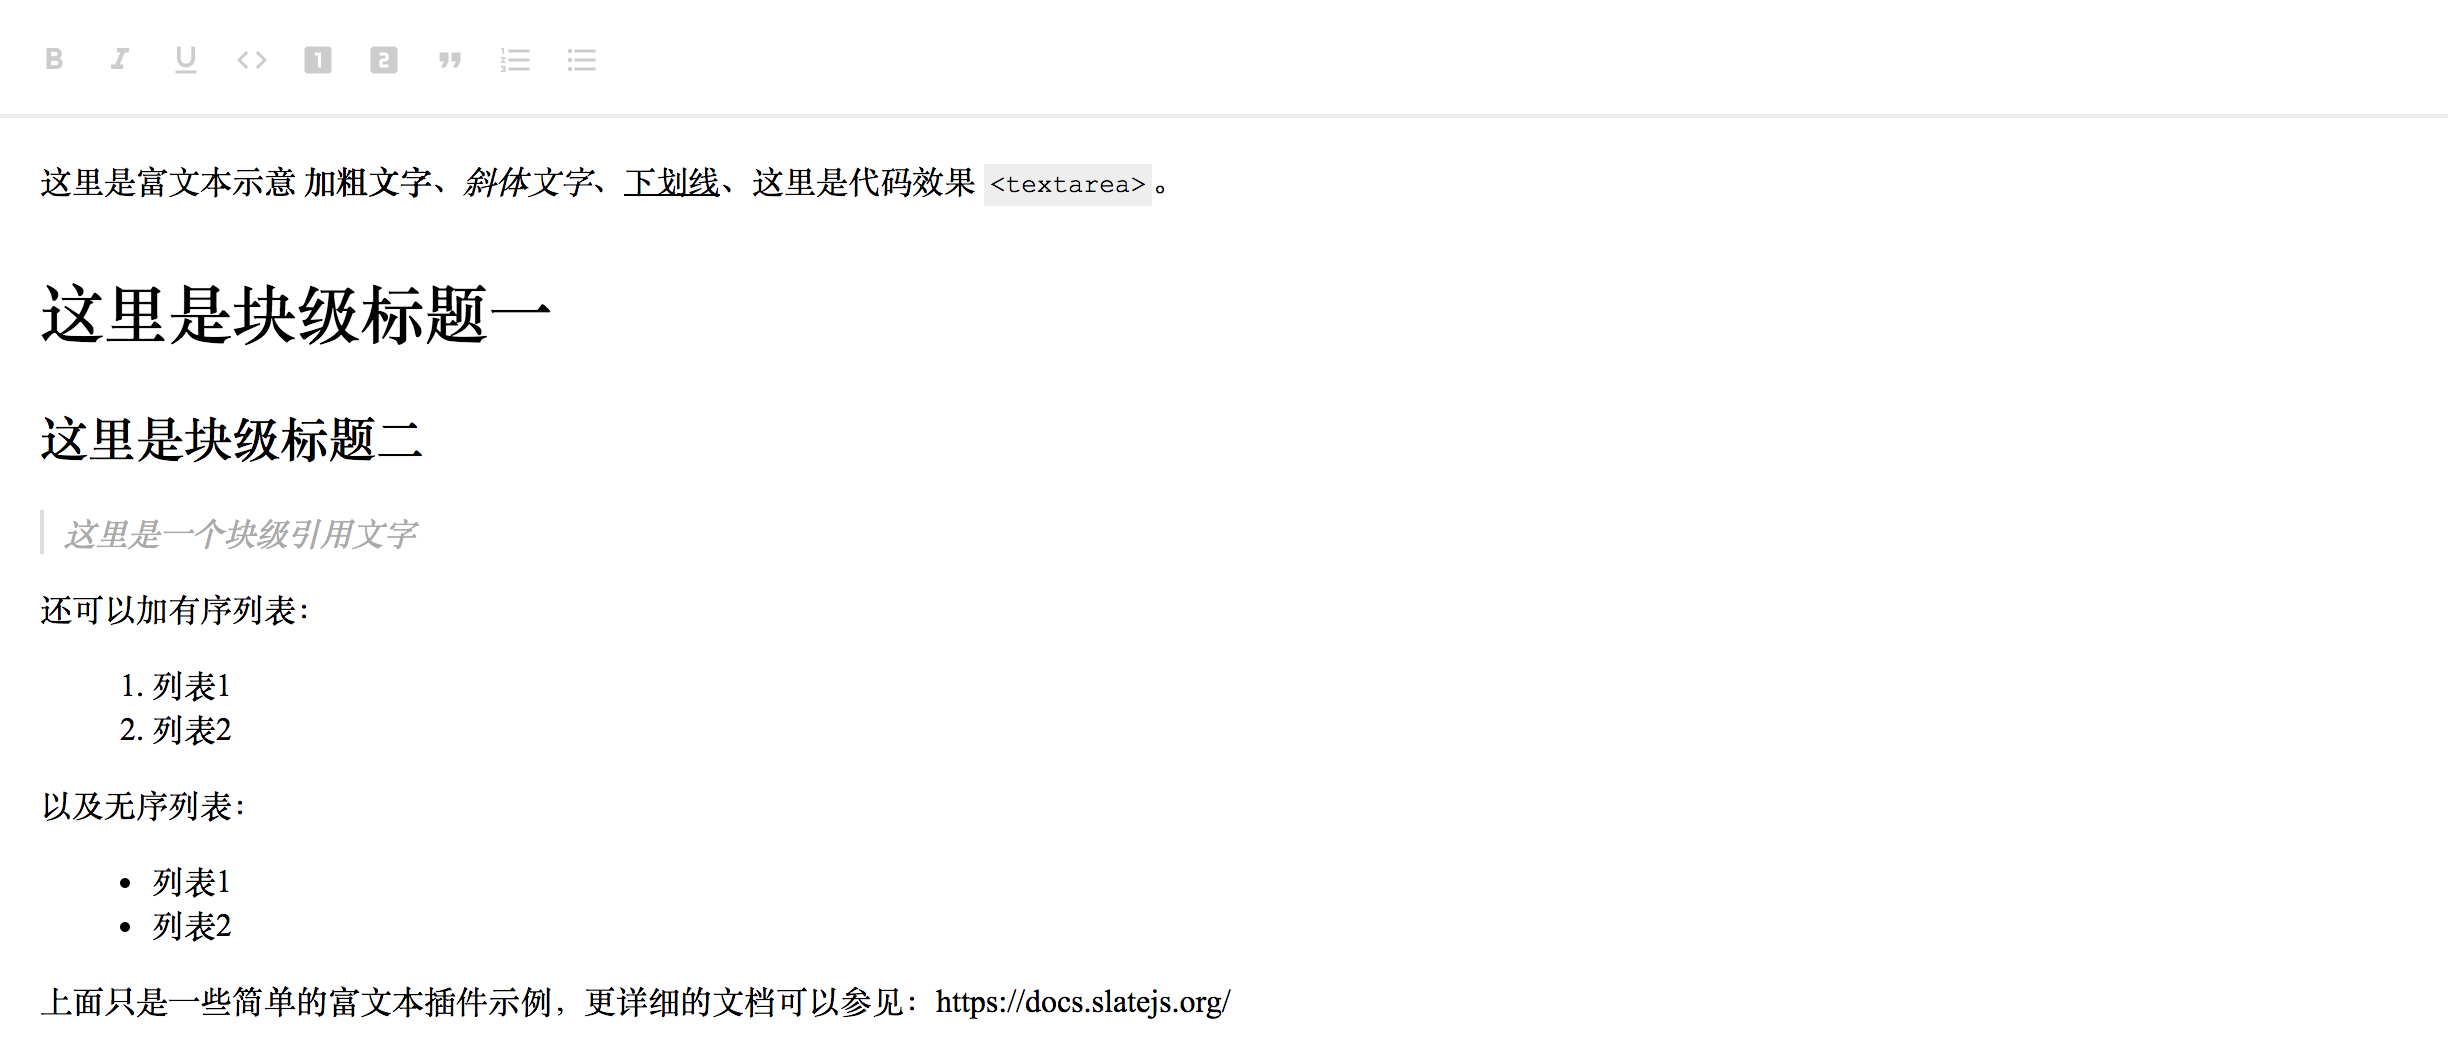 这里是富文本示意 加粗文字、斜体文字、下划线、这里是代码效果 <textarea>。
这里是块级标题一
这里是块级标题二
这里是一个块级引用文字
还可以加有序列表：
1. 列表1
2. 列表2
以及无序列表：
• 列表1
• 列表2
上面只是一些简单的富文本插件示例，更详细的文档可以参见：https://docs.slatejs.org/